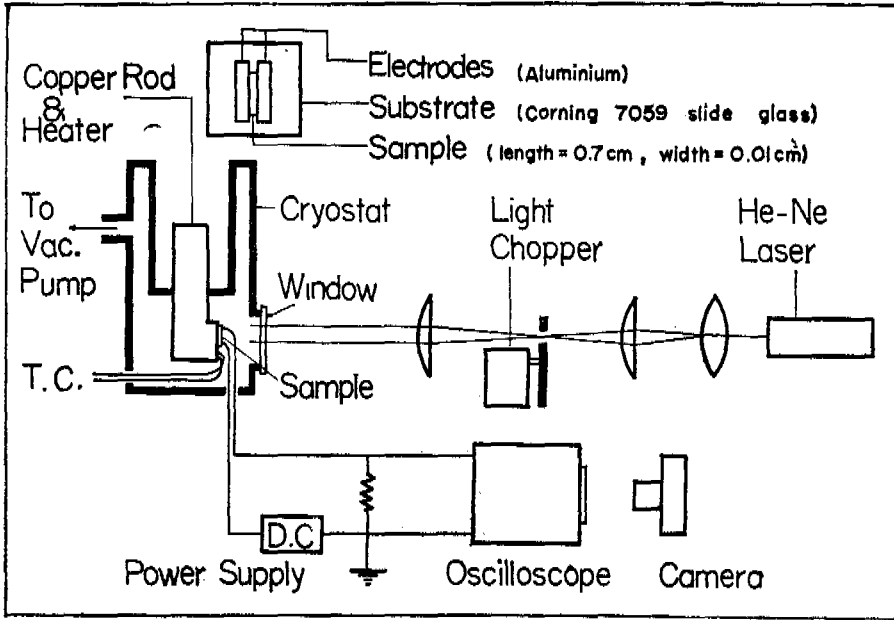 Copper Rod
&
Heater
Electrodes (Aluminium)
Substrate (Corning 7059 slide glass)
Sample (length = 0.7 cm , width = 0.01 cm)
To
Vac.
Pump
Cryostat
Light
Chopper
He-Ne
Laser
Window
T.C.
Sample
D.C
Power Supply
Oscilloscope
Camera